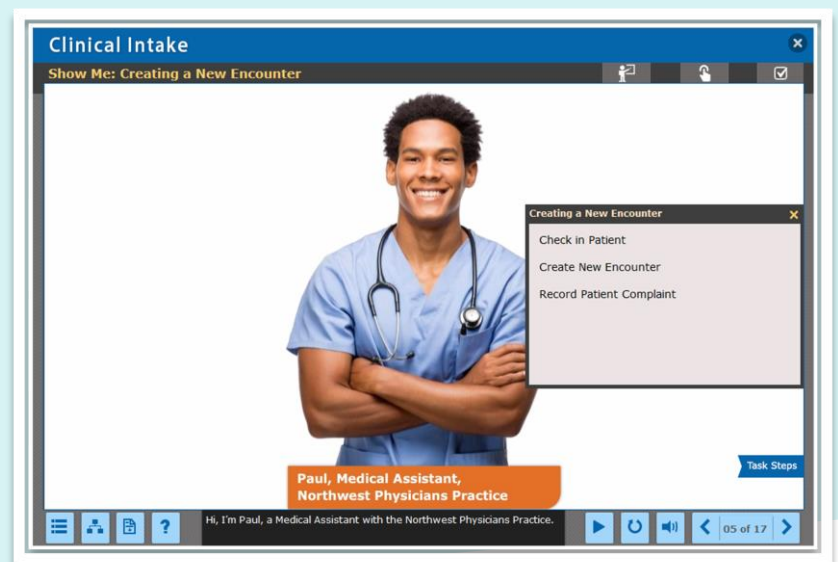 Clinical Intake
Show Me: Creating a New Encounter
Creating a New Encounter
Check in Patient
Create New Encounter
Record Patient Complaint
Task Steps
Paul, Medical Assistant,
Northwest Physicians Practice
?
Hi, I'm Paul, a Medical Assistant with the Northwest Physicians Practice.
05 of 17